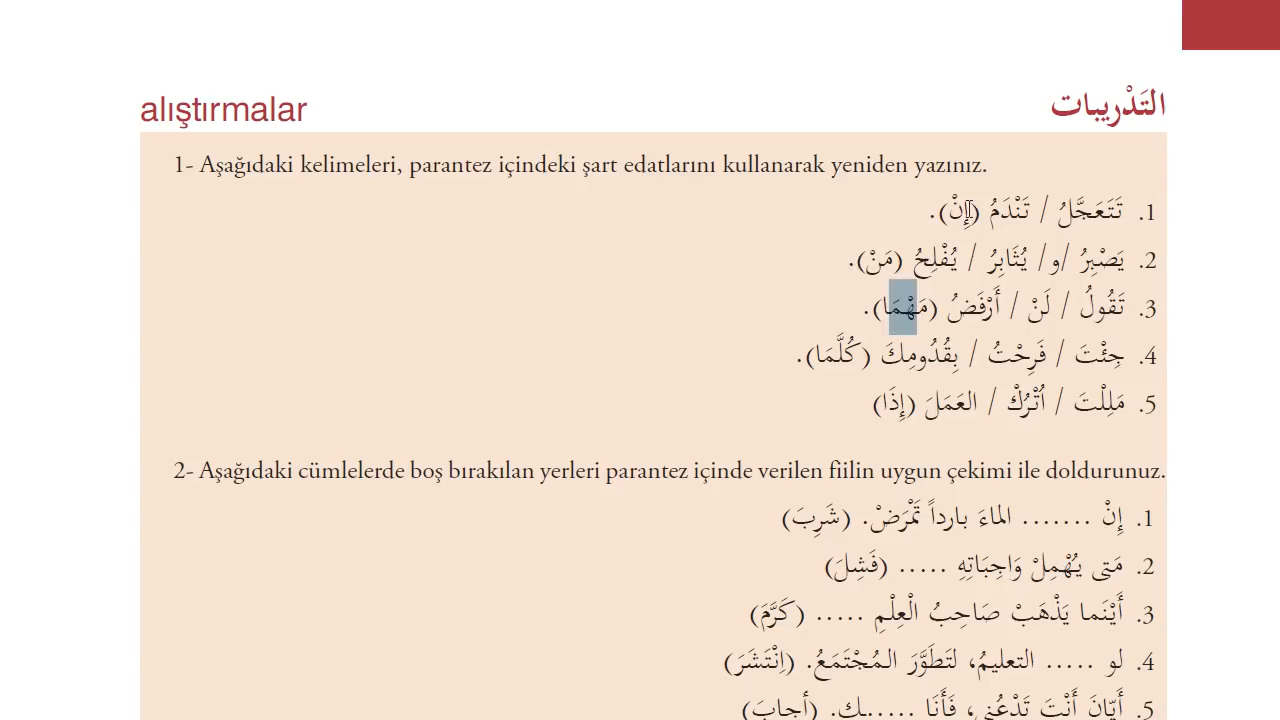 alıştırmalar
التَدْرِيبات
1- Aşağıdaki kelimeleri, parantez içindeki şart edatlarını kullanarak yeniden yazınız.
1. تَتَعَجَّلُ / تَنْدَمُ (إِنْ).
2. يَصْبِرُ /و/ يُثَابِرُ / يُفْلِحُ (مَنْ).
3. تَقُولُ / لَنْ / أَرْفَضُ (مَهْمَا).
4. جِئْتَ / فَرِحْتُ / بِقُدُومِكَ (كُلَّمَا).
5. مَلِلْتَ / اُتْرُكْ / العَمَلَ (إِذَا)
2- Aşağıdaki cümlelerde boş bırakılan yerleri parantez içinde verilen fiilin uygun çekimi ile doldurunuz.
1. إِنْ ....... الماءَ بارداً تَمْرَضْ. (شَرِبَ)
2. مَتى يُهْمِلْ وَاجِبَاتِهِ ..... (فَشِلَ)
3. أَيْنَما يَذْهَبْ صَاحِبُ الْعِلْمِ ..... (كَرَّمَ)
4. لو ..... التعليمُ، لتَطَوَّرَ المُجْتَمَعُ. (اِنْتَشَرَ)
5. أَيّانَ أَنْتَ تَدْعُنِي، فَأَنَا .....ك. (أجابَ)